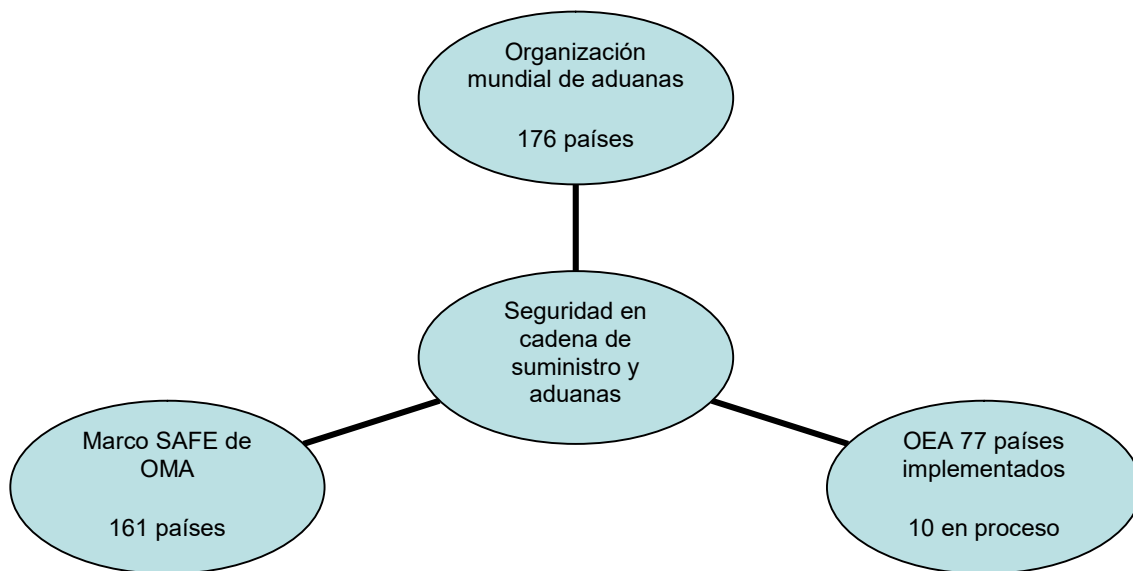 Organización
mundial de aduanas
176 países
Seguridad en
cadena de
suministro y
aduanas
Marco SAFE de
OMA
161 países
OEA 77 países
implementados
10 en proceso